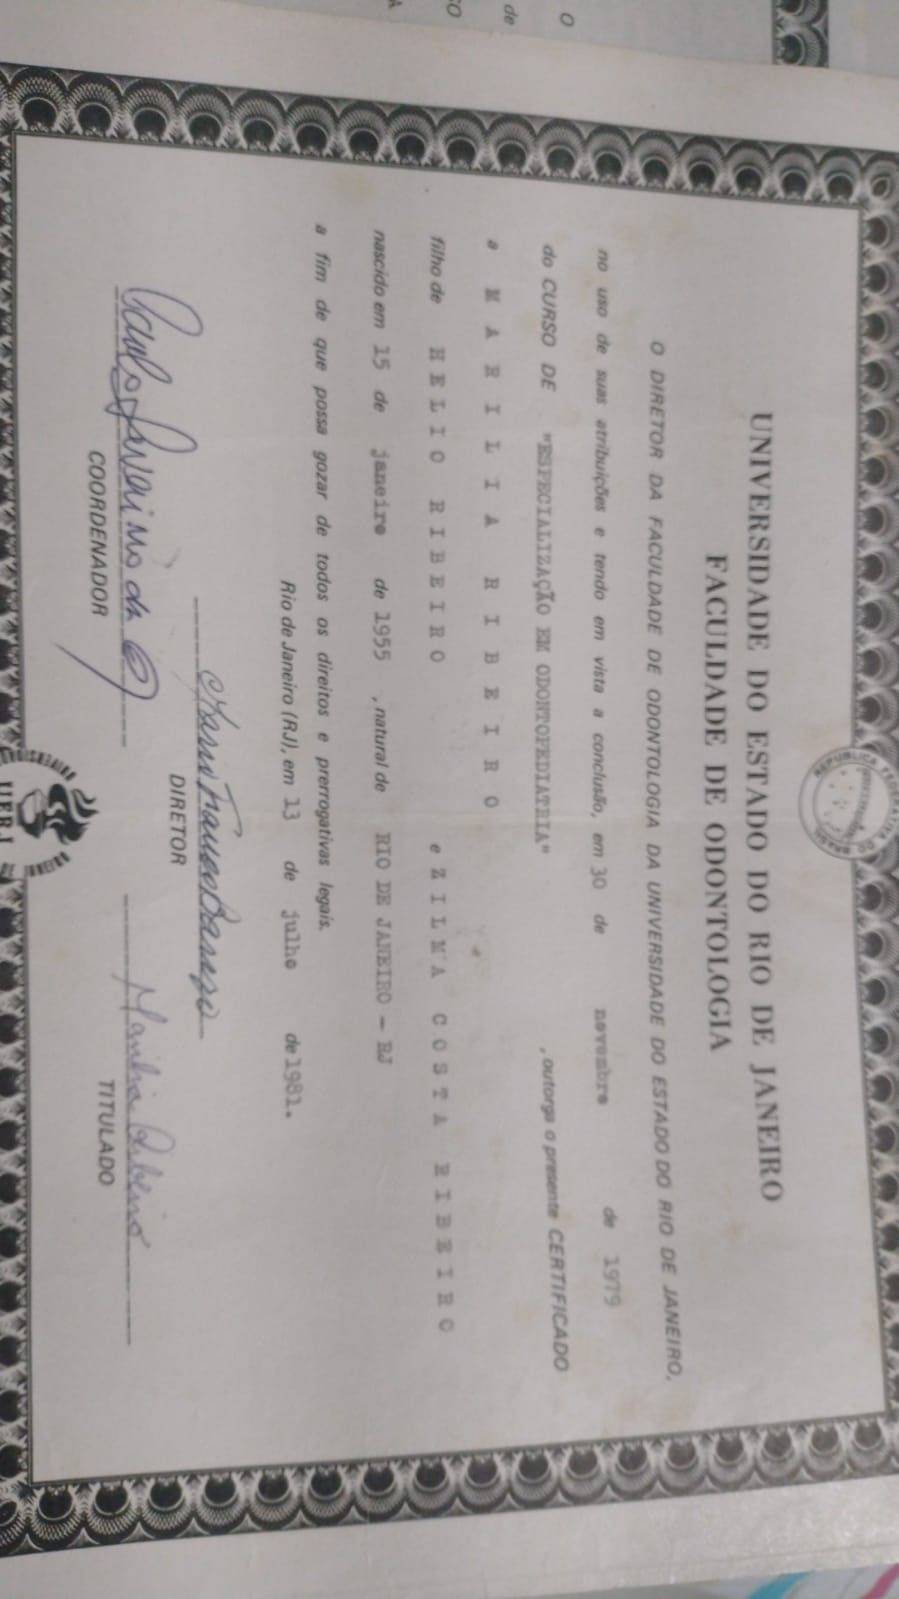 UNIVERSIDADE DO ESTADO DO RIO DE JANEIRO
FACULDADE DE ODONTOLOGIA
O DIRETOR DA FACULDADE DE ODONTOLOGIA DA UNIVERSIDADE DO ESTADO DO RIO DE JANEIRO,
no uso de suas atribuições e tendo em vista a conclusão, em 30 de novembro de 1979
do CURSO DE "ESPECIALIZAÇÃO EM ODONTOPEDIATRIA" , outorga o presente CERTIFICADO
a MARILIA RIBEIRO
filho de HELIO RIBEIRO e ZILMA COSTA RIBEIRO
nascido em 15 de janeiro de 1955 , natural de RIO DE JANEIRO - RJ
a fim de que possa gozar de todos os direitos e prerrogativas legais.
Rio de Janeiro (RJ), em 13 de julho de 1981.
DIRETOR
Marilia Ribeiro
COORDENADOR
TITULADO
UERJ